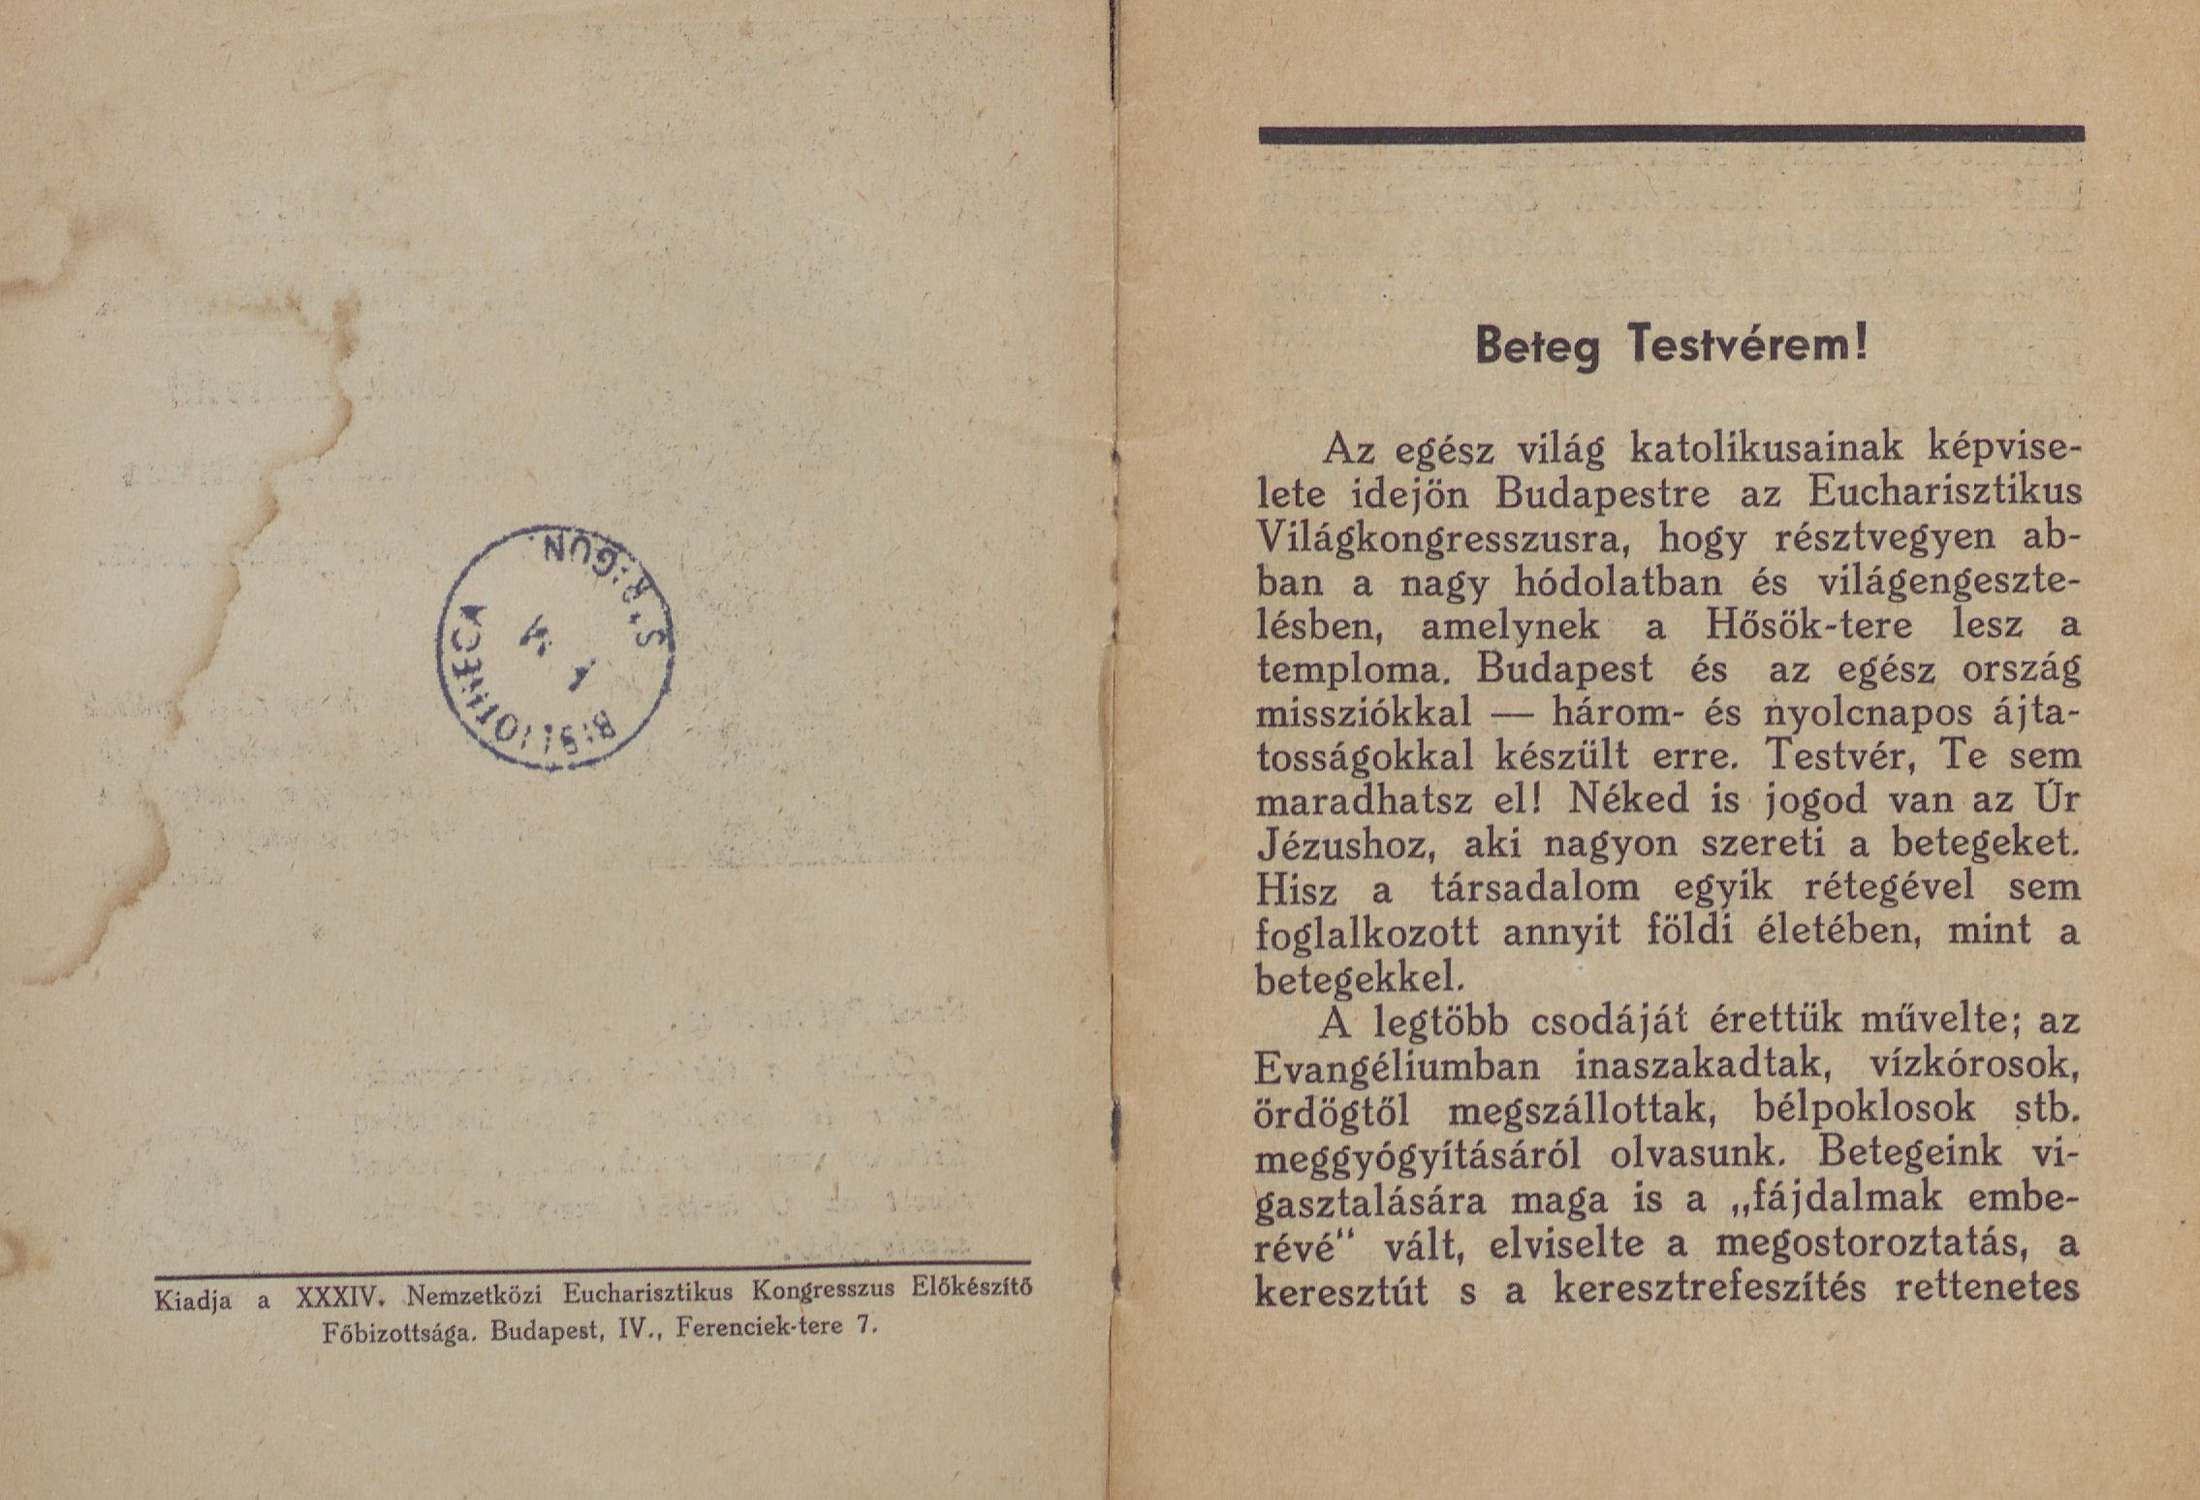 BIBLIOTHECA
Kiadja a XXXIV. Nemzetközi Eucharisztikus Kongresszus Előkészítő
Főbizottsága. Budapest, IV., Ferenciek-tere 7.
Beteg Testvérem!
Az egész világ katolikusainak képvise-
lete idejön Budapestre az Eucharisztikus
Világkongresszusra, hogy résztvegyen ab-
ban a nagy hódolatban és világengeszte-
lésben, amelynek a Hősök-tere lesz a
temploma. Budapest és az egész ország
missziókkal — három- és nyolcnapos ájta-
tosságokkal készült erre. Testvér, Te sem
maradhatsz el! Néked is jogod van az Úr
Jézushoz, aki nagyon szereti a betegeket.
Hisz a társadalom egyik rétegével sem
foglalkozott annyit földi életében, mint a
betegekkel.
A legtöbb csodáját érettük művelte; az
Evangéliumban inaszakadtak, vízkórosok,
ördögtől megszállottak, bélpoklosok stb.
meggyógyításáról olvasunk. Betegeink vi-
gasztalására maga is a „fájdalmak embe-
révé“ vált, elviselte a megostoroztatás, a
keresztút s a keresztrefeszítés rettenetes